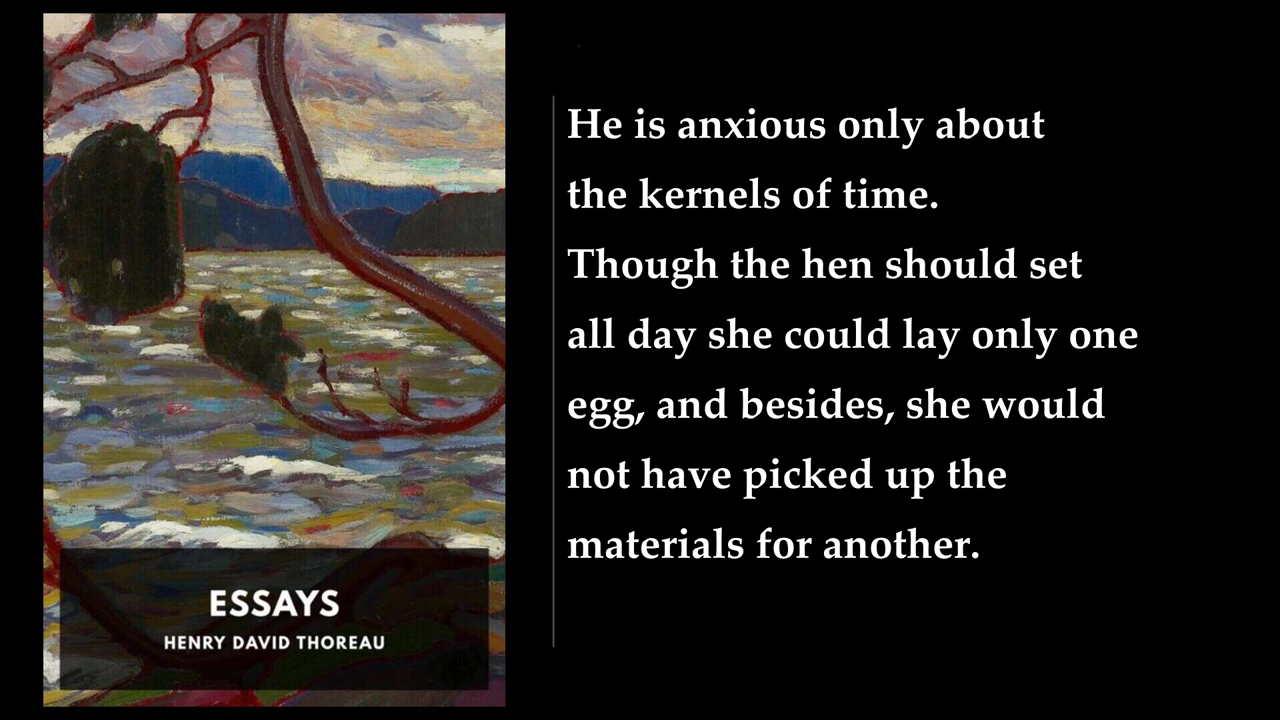 ESSAYS
HENRY DAVID THOREAU
He is anxious only about
the kernels of time.
Though the hen should set
all day she could lay only one
egg, and besides, she would
not have picked up the
materials for another.